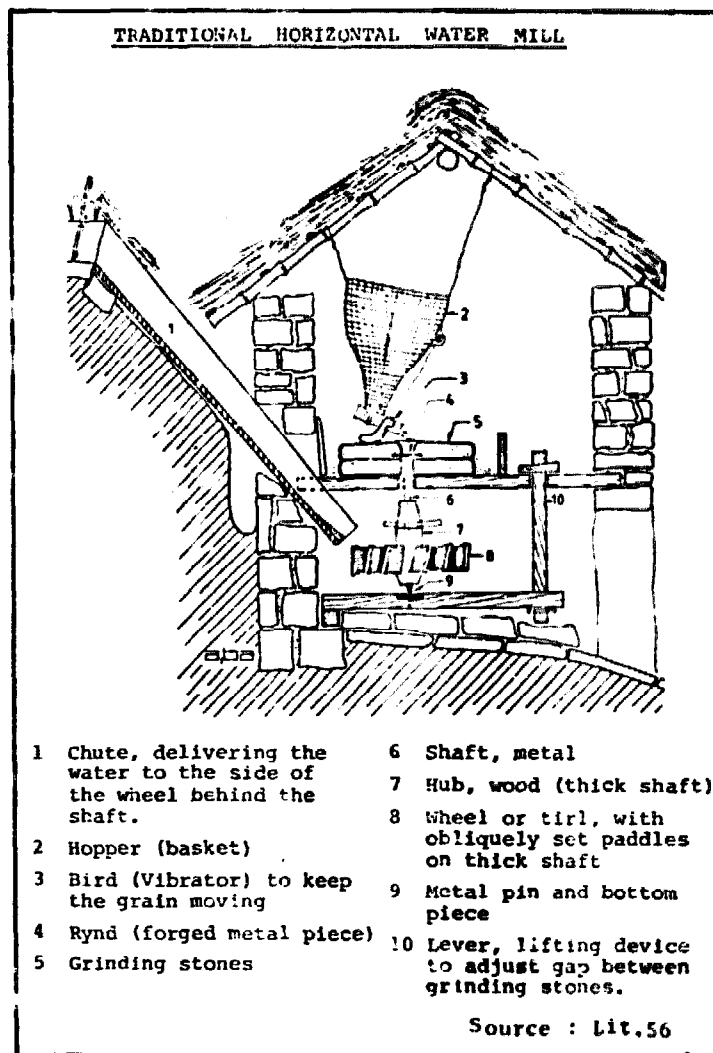 TRADITIONAL HORIZONTAL WATER MILL
1
2
3
4
5
6
10
7
8
9
1 Chute, delivering the
water to the side of
the wheel behind the
shaft.
2 Hopper (basket)
3 Bird (Vibrator) to keep
the grain moving
4 Rynd (forged metal piece)
5 Grinding stones
6 Shaft, metal
7 Hub, wood (thick shaft)
8 Wheel or tirl, with
obliquely set paddles
on thick shaft
9 Metal pin and bottom
piece
10 Lever, lifting device
to adjust gap between
grinding stones.
Source : Lit.56